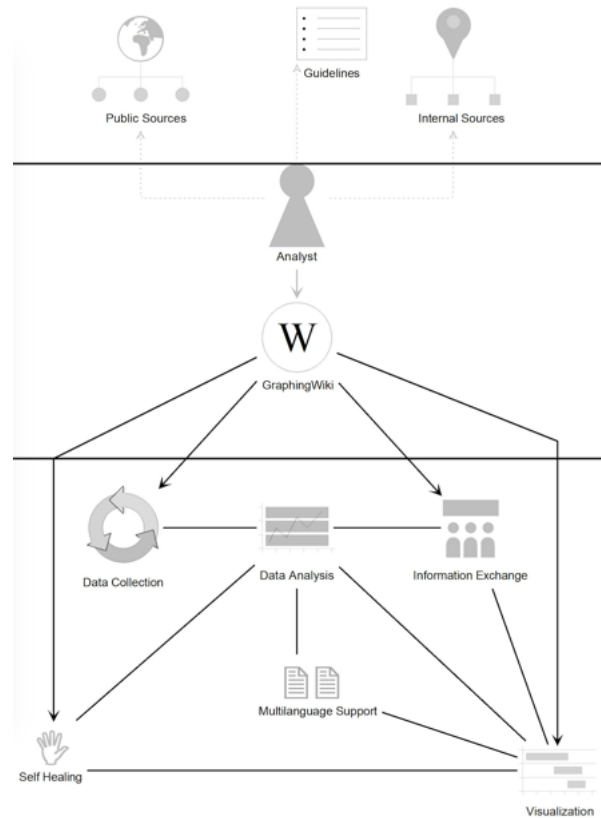 Guidelines
Public Sources
Internal Sources
Analyst
W
GraphingWiki
Data Collection
Data Analysis
Information Exchange
Multilanguage Support
Self Healing
Visualization